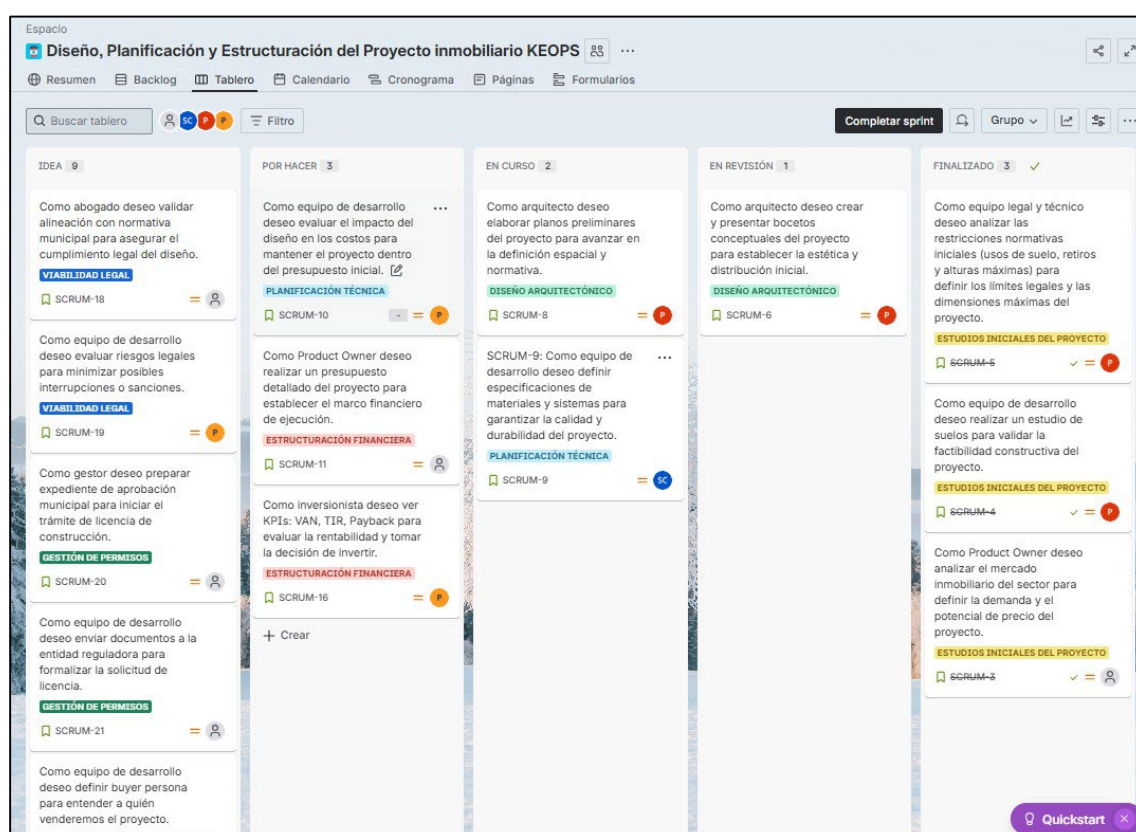 Espacio
Diseño, Planificación y Estructuración del Proyecto inmobiliario KEOPS
Resumen Backlog Tablero Calendario Cronograma Páginas Formularios
Buscar tablero SC P P Filtro Completar sprint Grupo
IDEA 9
Como abogado deseo validar
alineación con normativa
municipal para asegurar el
cumplimiento legal del diseño.
VIABILIDAD LEGAL
SCRUM-18
Como equipo de desarrollo
deseo evaluar riesgos legales
para minimizar posibles
interrupciones o sanciones.
VIABILIDAD LEGAL
SCRUM-19 P
Como gestor deseo preparar
expediente de aprobación
municipal para iniciar el
trámite de licencia de
construcción.
GESTIÓN DE PERMISOS
SCRUM-20
Como equipo de desarrollo
deseo enviar documentos a la
entidad reguladora para
formalizar la solicitud de
licencia.
GESTIÓN DE PERMISOS
SCRUM-21
Como equipo de desarrollo
deseo definir buyer persona
para entender a quién
venderemos el proyecto.
POR HACER 3
Como equipo de desarrollo
deseo evaluar el impacto del
diseño en los costos para
mantener el proyecto dentro
del presupuesto inicial.
PLANIFICACIÓN TÉCNICA
SCRUM-10 - P
Como Product Owner deseo
realizar un presupuesto
detallado del proyecto para
establecer el marco financiero
de ejecución.
ESTRUCTURACIÓN FINANCIERA
SCRUM-11
Como inversionista deseo ver
KPIs: VAN, TIR, Payback para
evaluar la rentabilidad y tomar
la decisión de invertir.
ESTRUCTURACIÓN FINANCIERA
SCRUM-16 P
+ Crear
EN CURSO 2
Como arquitecto deseo
elaborar planos preliminares
del proyecto para avanzar en
la definición espacial y
normativa.
DISEÑO ARQUITECTÓNICO
SCRUM-8 P
SCRUM-9: Como equipo de
desarrollo deseo definir
especificaciones de
materiales y sistemas para
garantizar la calidad y
durabilidad del proyecto.
PLANIFICACIÓN TÉCNICA
SCRUM-9 SC
EN REVISIÓN 1
Como arquitecto deseo crear
y presentar bocetos
conceptuales del proyecto
para establecer la estética y
distribución inicial.
DISEÑO ARQUITECTÓNICO
SCRUM-6 P
FINALIZADO 3
Como equipo legal y técnico
deseo analizar las
restricciones normativas
iniciales (usos de suelo, retiros
y alturas máximas) para
definir los límites legales y las
dimensiones máximas del
proyecto.
ESTUDIOS INICIALES DEL PROYECTO
SCRUM-5 P
Como equipo de desarrollo
deseo realizar un estudio de
suelos para validar la
factibilidad constructiva del
proyecto.
ESTUDIOS INICIALES DEL PROYECTO
SCRUM-4 P
Como Product Owner deseo
analizar el mercado
inmobiliario del sector para
definir la demanda y el
potencial de precio del
proyecto.
ESTUDIOS INICIALES DEL PROYECTO
SCRUM-3
Quickstart